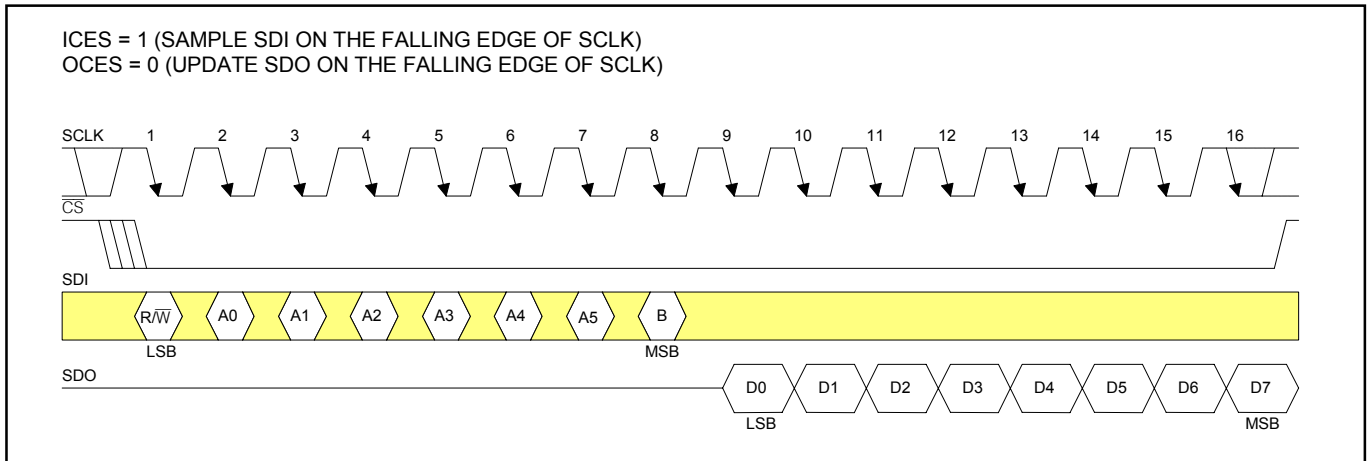 ICES = 1 (SAMPLE SDI ON THE FALLING EDGE OF SCLK)
OCES = 0 (UPDATE SDO ON THE FALLING EDGE OF SCLK)
SCLK 1 2 3 4 5 6 7 8 9 10 11 12 13 14 15 16
C̅S̅
SDI
R/W̅ A0 A1 A2 A3 A4 A5 B
LSB MSB
SDO
D0 D1 D2 D3 D4 D5 D6 D7
LSB MSB